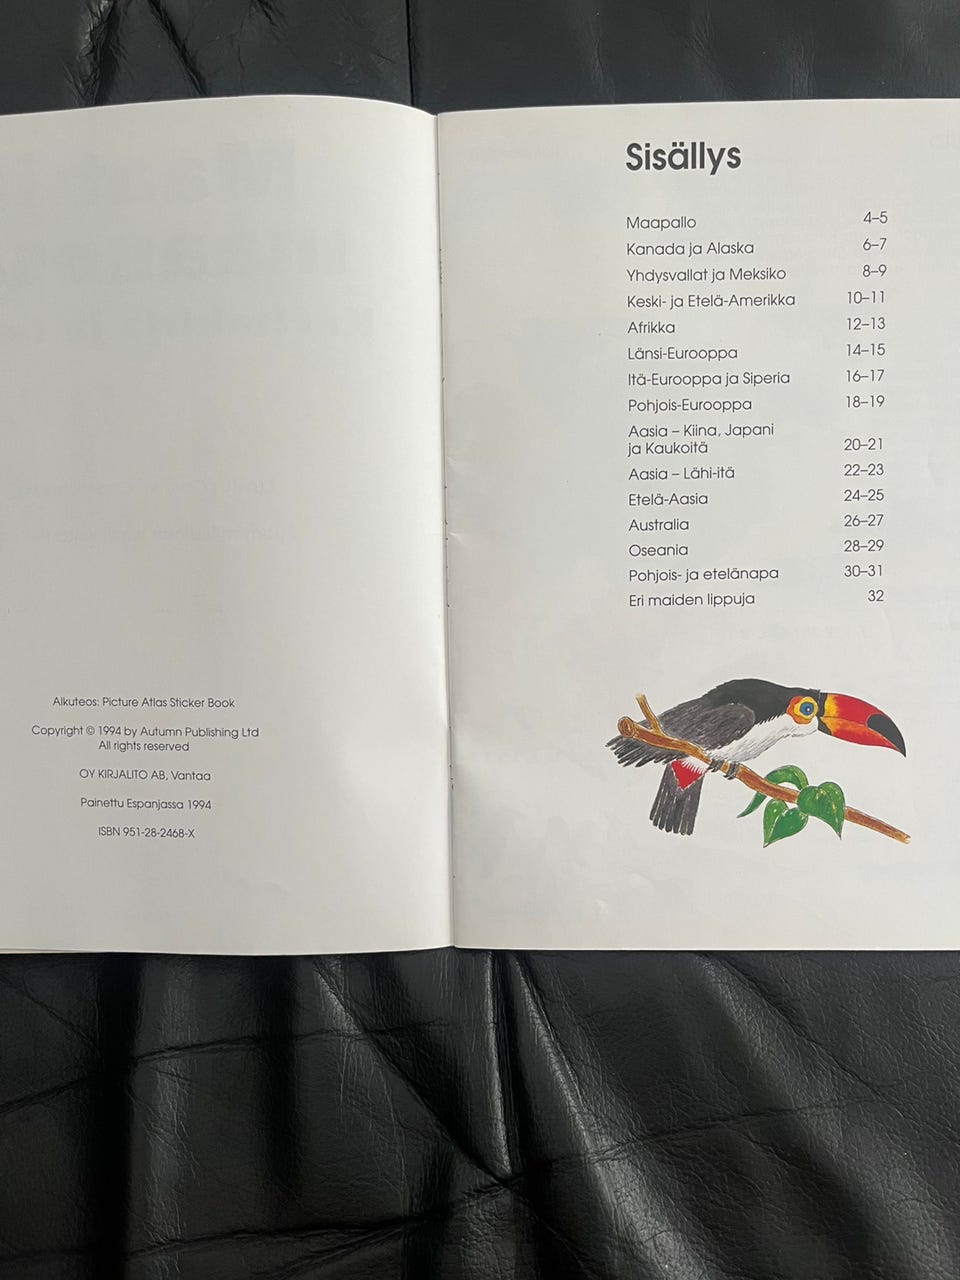 Alkuteos: Picture Atlas Sticker Book
Copyright © 1994 by Autumn Publishing Ltd
All rights reserved
OY KIRJALITO AB, Vantaa
Painettu Espanjassa 1994
ISBN 951-28-2468-X
Sisällys
Maapallo 4–5
Kanada ja Alaska 6–7
Yhdysvallat ja Meksiko 8–9
Keski- ja Etelä-Amerikka 10–11
Afrikka 12–13
Länsi-Eurooppa 14–15
Itä-Eurooppa ja Siperia 16–17
Pohjois-Eurooppa 18–19
Aasia – Kiina, Japani
ja Kaukoitä 20–21
Aasia – Lähi-itä 22–23
Etelä-Aasia 24–25
Australia 26–27
Oseania 28–29
Pohjois- ja etelänapa 30–31
Eri maiden lippuja 32